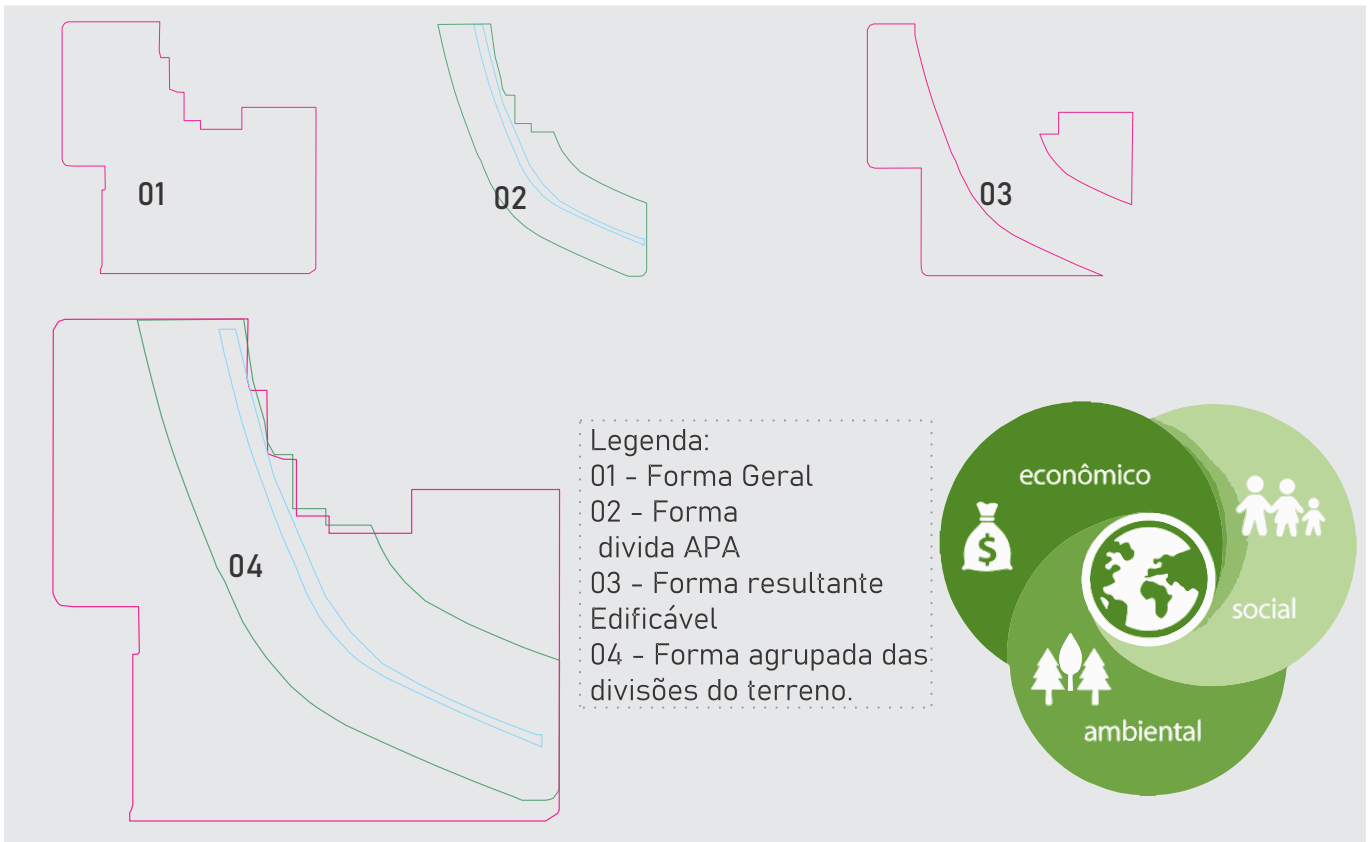 01
02
03
04
Legenda:
01 - Forma Geral
02 - Forma
divida APA
03 - Forma resultante
Edificável
04 - Forma agrupada das
divisões do terreno.
econômico
$
social
ambiental